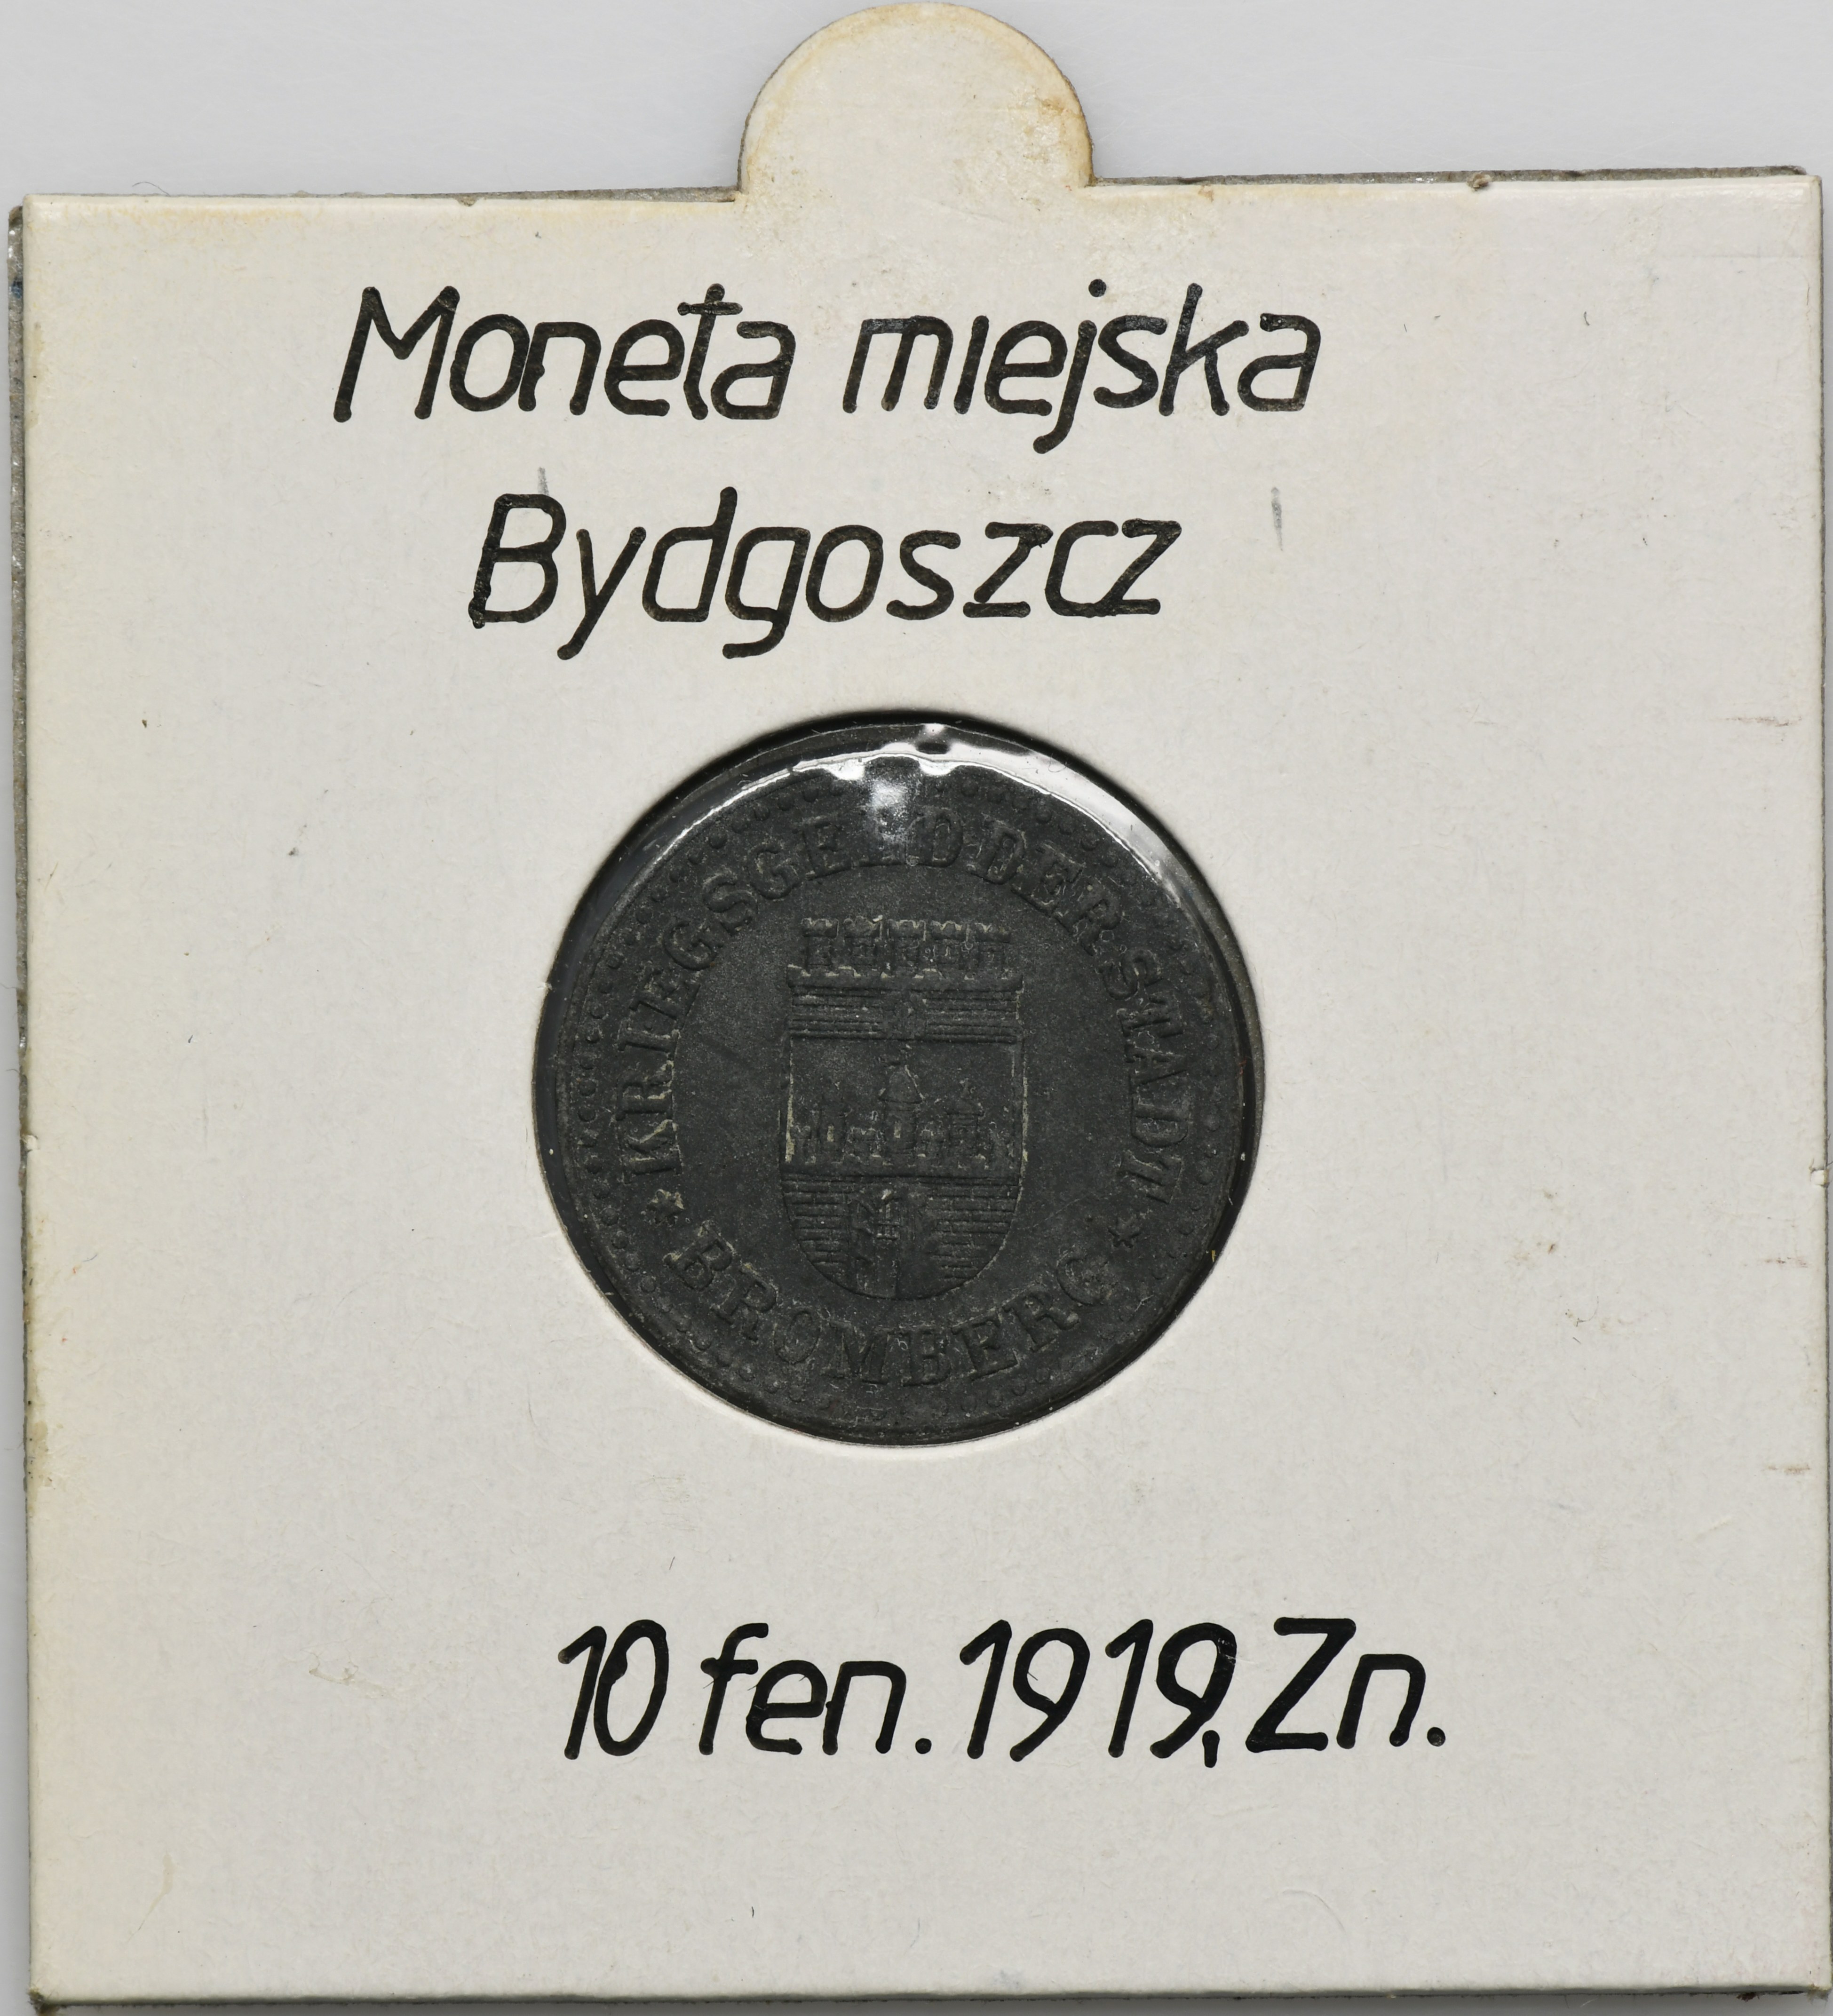 Moneta miejska
Bydgoszcz
KRIEGSGELD DER STADT
* BROMBERG *
10 fen. 1919, Zn.